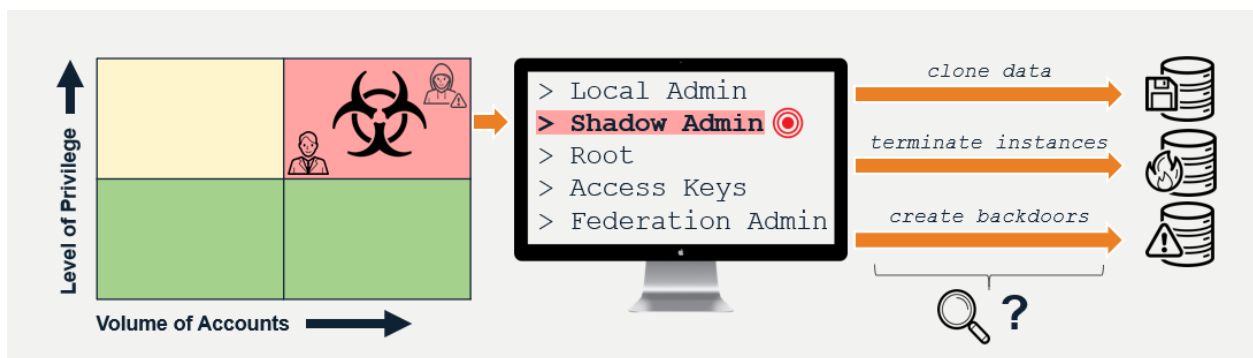 Level of Privilege
Volume of Accounts
> Local Admin
> Shadow Admin
> Root
> Access Keys
> Federation Admin
clone data
terminate instances
create backdoors
?